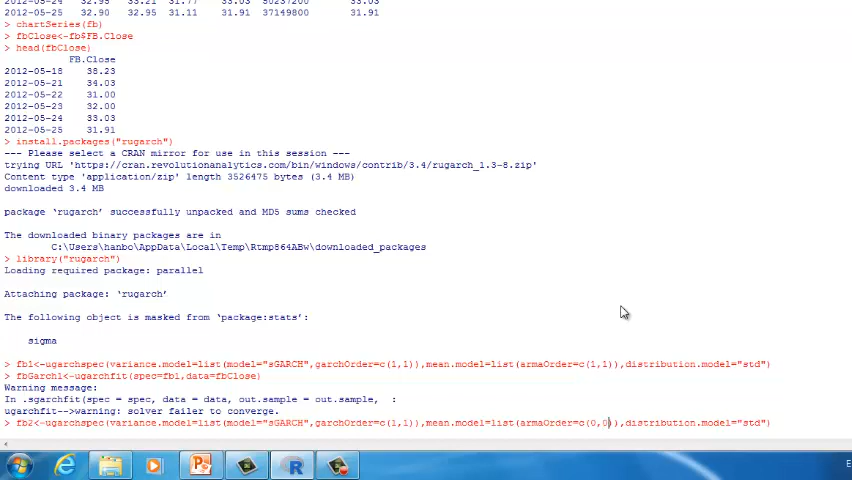 2012-05-24 32.95 33.21 31.77 50237200 33.03
2012-05-25 32.90 32.95 31.11 31.91 37149800 31.91
> chartSeries(fb)
> fbClose<-fb$FB.Close
> head(fbClose)
FB.Close
2012-05-18 38.23
2012-05-21 34.03
2012-05-22 31.00
2012-05-23 32.00
2012-05-24 33.03
2012-05-25 31.91
> install.packages("rugarch")
--- Please select a CRAN mirror for use in this session ---
trying URL 'https://cran.revolutionanalytics.com/bin/windows/contrib/3.4/rugarch_1.3-8.zip'
Content type 'application/zip' length 3526475 bytes (3.4 MB)
downloaded 3.4 MB
package ‘rugarch’ successfully unpacked and MD5 sums checked
The downloaded binary packages are in
C:\Users\hanbo\AppData\Local\Temp\Rtmp864ABw\downloaded_packages
> library("rugarch")
Loading required package: parallel
Attaching package: ‘rugarch’
The following object is masked from ‘package:stats’:
sigma
> fb1<-ugarchspec(variance.model=list(model="sGARCH",garchOrder=c(1,1)),mean.model=list(armaOrder=c(1,1)),distribution.model="std")
> fbGarch1<-ugarchfit(spec=fb1,data=fbClose)
Warning message:
In .sgarchfit(spec = spec, data = data, out.sample = out.sample, :
ugarchfit-->warning: solver failer to converge.
> fb2<-ugarchspec(variance.model=list(model="sGARCH",garchOrder=c(1,1)),mean.model=list(armaOrder=c(0,0)),distribution.model="std")
E